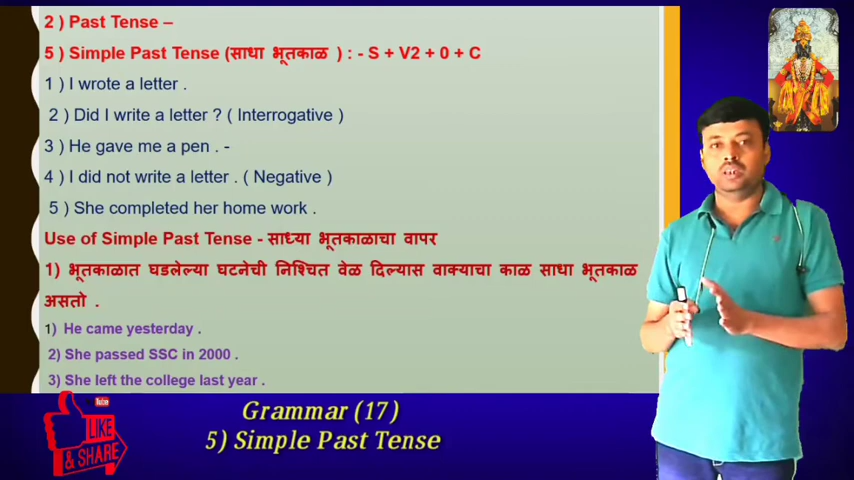 2 ) Past Tense –
5 ) Simple Past Tense (साधा भूतकाळ ) : - S + V2 + 0 + C
1 ) I wrote a letter .
2 ) Did I write a letter ? ( Interrogative )
3 ) He gave me a pen . -
4 ) I did not write a letter . ( Negative )
5 ) She completed her home work .
Use of Simple Past Tense - साध्या भूतकाळाचा वापर
1) भूतकाळात घडलेल्या घटनेची निश्चित वेळ दिल्यास वाक्याचा काळ साधा भूतकाळ
असतो .
1) He came yesterday .
2) She passed SSC in 2000 .
3) She left the college last year .
Grammar (17)
5) Simple Past Tense
You Tube
LIKE
& SHARE